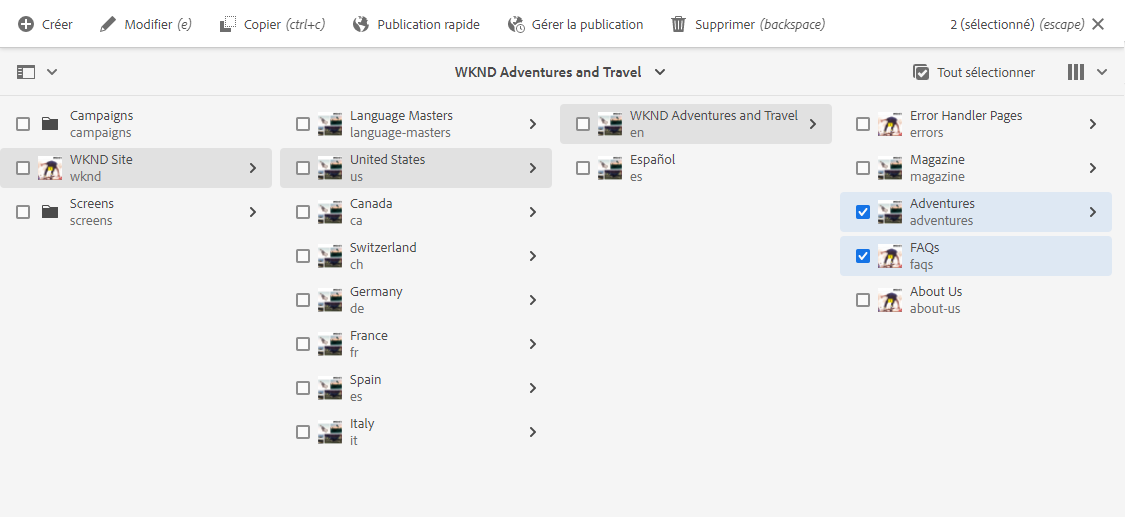 Créer
Modifier (e)
Copier (ctrl+c)
Publication rapide
Gérer la publication
Supprimer (backspace)
2 (sélectionné) (escape)
WKND Adventures and Travel
Tout sélectionner
Campaigns
campaigns
WKND Site
wknd
Screens
screens
Language Masters
language-masters
United States
us
Canada
ca
Switzerland
ch
Germany
de
France
fr
Spain
es
Italy
it
WKND Adventures and Travel
en
Español
es
Error Handler Pages
errors
Magazine
magazine
Adventures
adventures
FAQs
faqs
About Us
about-us